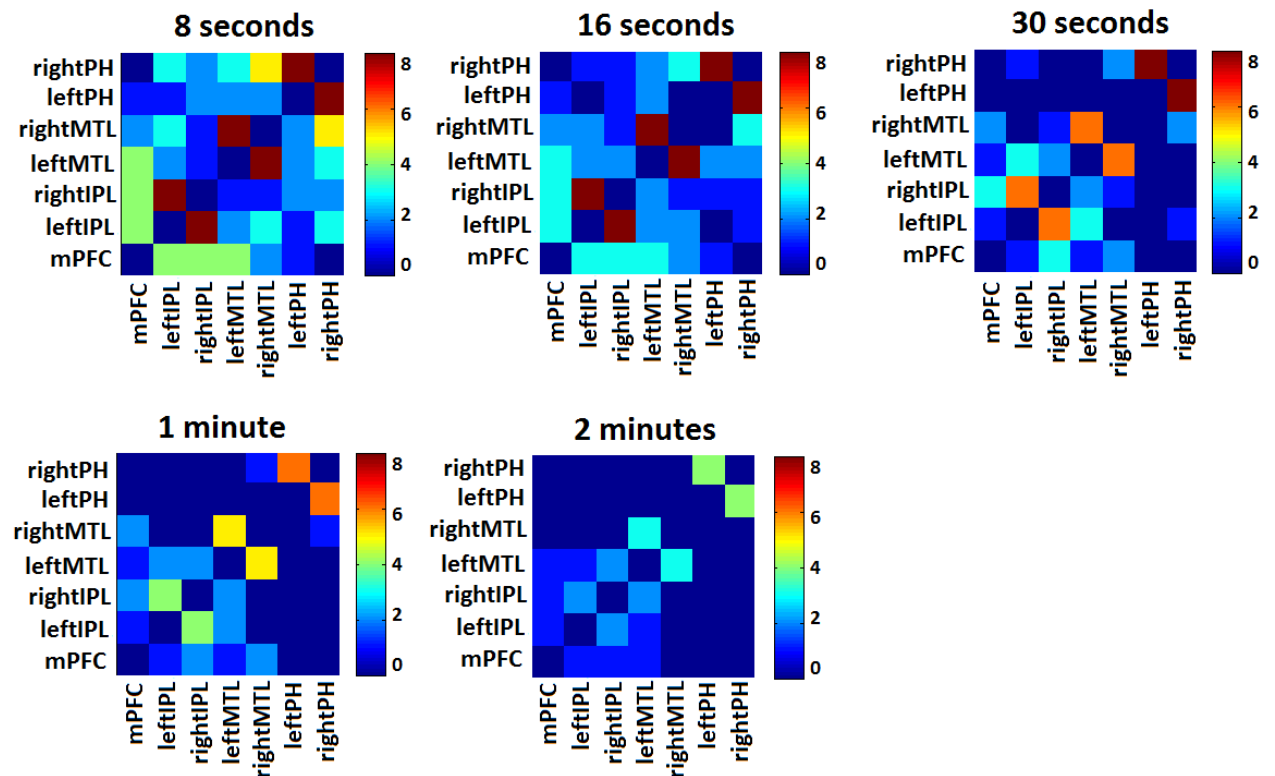 8 seconds
16 seconds
30 seconds
rightPH
leftPH
rightMTL
leftMTL
rightIPL
leftIPL
mPFC
8
6
4
2
0
mPFC
leftIPL
rightIPL
leftMTL
rightMTL
leftPH
rightPH
rightPH
leftPH
rightMTL
leftMTL
rightIPL
leftIPL
mPFC
8
6
4
2
0
mPFC
leftIPL
rightIPL
leftMTL
rightMTL
leftPH
rightPH
rightPH
leftPH
rightMTL
leftMTL
rightIPL
leftIPL
mPFC
8
6
4
2
0
mPFC
leftIPL
rightIPL
leftMTL
rightMTL
leftPH
rightPH
1 minute
2 minutes
rightPH
leftPH
rightMTL
leftMTL
rightIPL
leftIPL
mPFC
8
6
4
2
0
mPFC
leftIPL
rightIPL
leftMTL
rightMTL
leftPH
rightPH
rightPH
leftPH
rightMTL
leftMTL
rightIPL
leftIPL
mPFC
8
6
4
2
0
mPFC
leftIPL
rightIPL
leftMTL
rightMTL
leftPH
rightPH